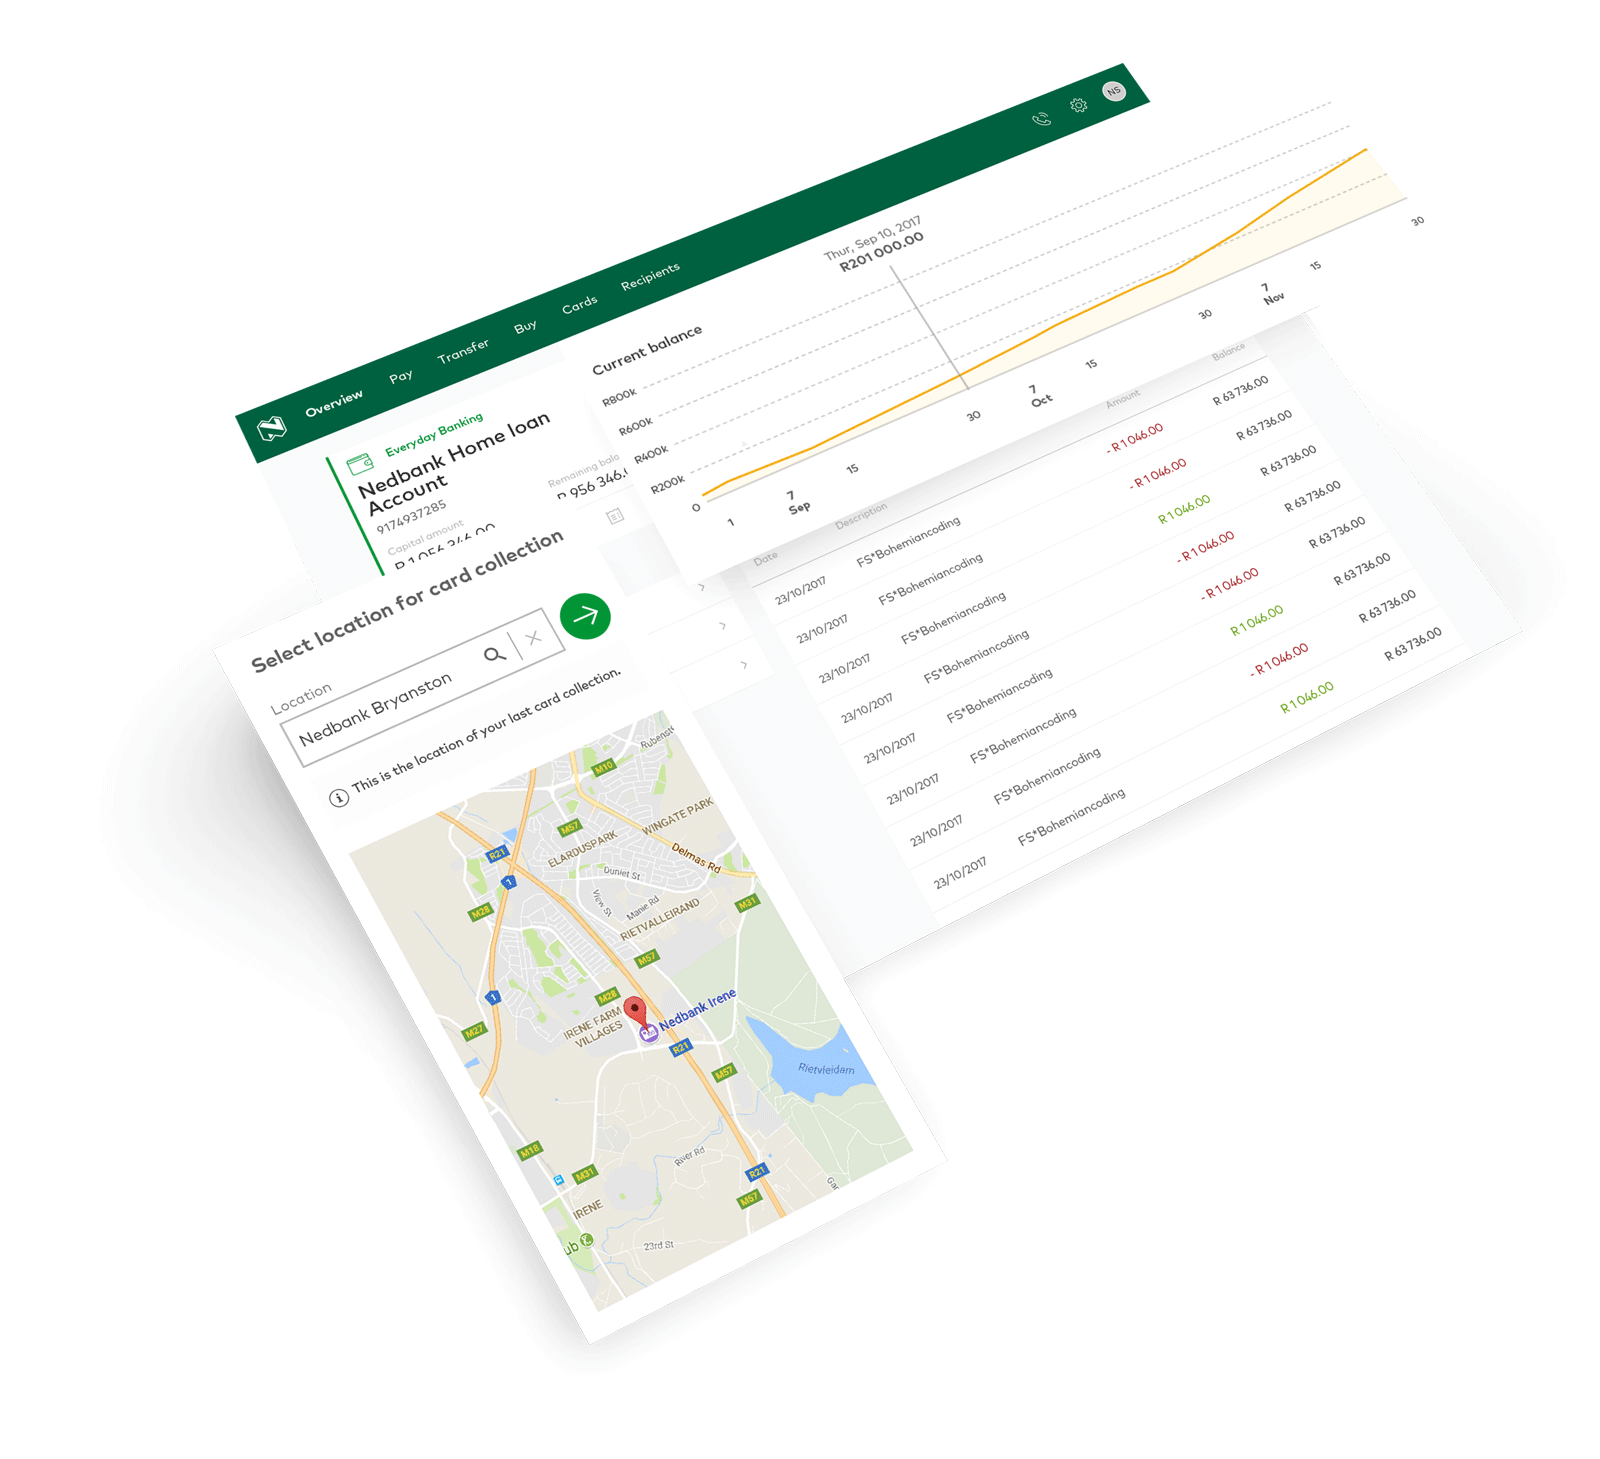 NS
Overview
Pay
Transfer
Buy
Cards
Recipients
Everyday Banking
Nedbank Home loan
Account
9174937285
Capital amount
R 1 056 346.00
Remaining
956 346.
Current balance
Thur, Sep 10, 2017
R201 000.00
R800k
R600k
R400k
R200k
0
1
7
Sep
15
30
7
Oct
15
30
7
Nov
15
30
Date
Description
Amount
Balance
23/10/2017 FS*Bohemiancoding - R 1 046.00 R 63 736.00
23/10/2017 FS*Bohemiancoding - R 1 046.00 R 63 736.00
23/10/2017 FS*Bohemiancoding R 1 046.00 R 63 736.00
23/10/2017 FS*Bohemiancoding - R 1 046.00 R 63 736.00
23/10/2017 FS*Bohemiancoding - R 1 046.00 R 63 736.00
23/10/2017 FS*Bohemiancoding R 1 046.00 R 63 736.00
23/10/2017 FS*Bohemiancoding - R 1 046.00 R 63 736.00
23/10/2017 FS*Bohemiancoding R 1 046.00 R 63 736.00
Select location for card collection
Location
Nedbank Bryanston
This is the location of your last card collection.
Rubenst
M10
WINGATE PARK
M57
ELARDUSPARK
Delmas Rd
R21
1
Dunlet St
View St
Manie Rd
M28
M31
RIETVALLEIRAND
M57
1
M28
Nedbank Irene
IRENE FARM
VILLAGES
M27
R21
M57
Rietvleidam
M18
M31
River Rd
R21
M57
Gar
IRENE
ub
23rd St